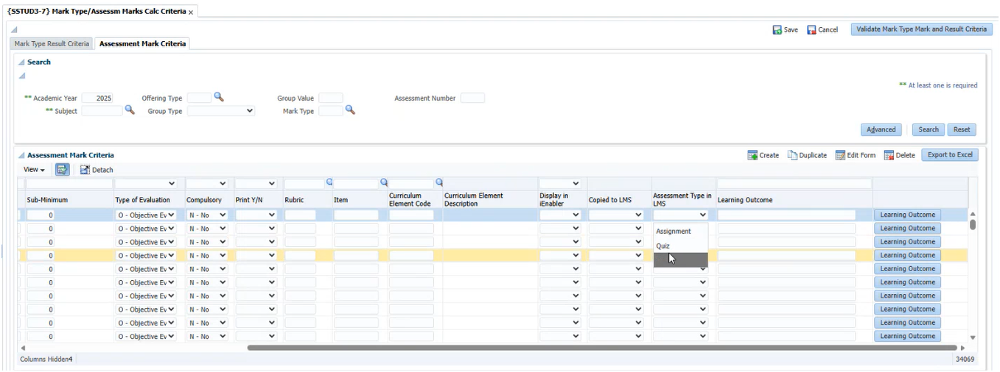 {SSTUD3-7} Mark Type/Assessm Marks Calc Criteria x
Save Cancel Validate Mark Type Mark and Result Criteria
Mark Type Result Criteria Assessment Mark Criteria
Search
** At least one is required
** Academic Year 2025 Offering Type Group Value Assessment Number
** Subject Group Type Mark Type
Advanced Search Reset
Assessment Mark Criteria Create Duplicate Edit Form Delete Export to Excel
View Detach
Sub-Minimum Type of Evaluation Compulsory Print Y/N Rubric Item Curriculum Element Code Curriculum Element Description Display in iEnabler Copied to LMS Assessment Type in LMS Learning Outcome
0 O - Objective Ev N - No Learning Outcome
Assignment
0 O - Objective Ev N - No Learning Outcome
Quiz
0 O - Objective Ev N - No Learning Outcome
0 O - Objective Ev N - No Learning Outcome
0 O - Objective Ev N - No Learning Outcome
0 O - Objective Ev N - No Learning Outcome
0 O - Objective Ev N - No Learning Outcome
0 O - Objective Ev N - No Learning Outcome
0 O - Objective Ev N - No Learning Outcome
0 O - Objective Ev N - No Learning Outcome
Columns Hidden4 34069